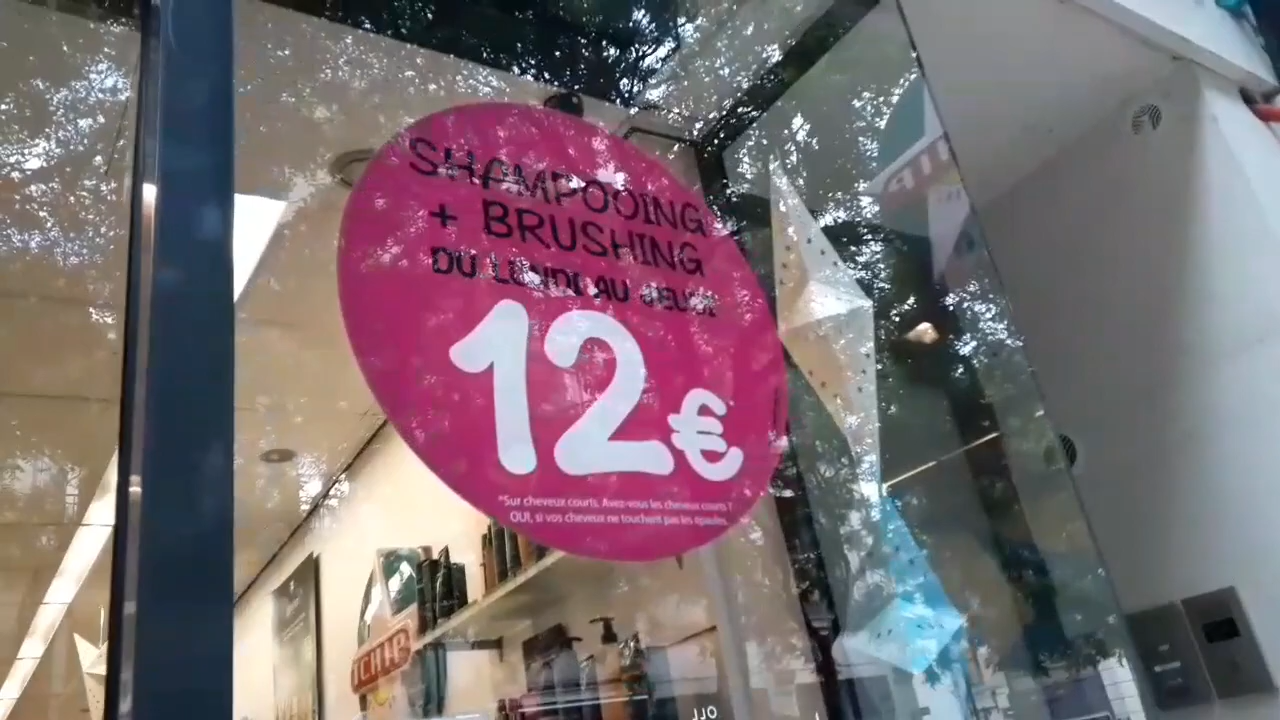 SHAMPOOING
+ BRUSHING
DU LUNDI AU JEUDI
12€
*Sur cheveux courts. Avez-vous les cheveux courts ?
OUI, si vos cheveux ne touchent pas les épaules.
TCHIP